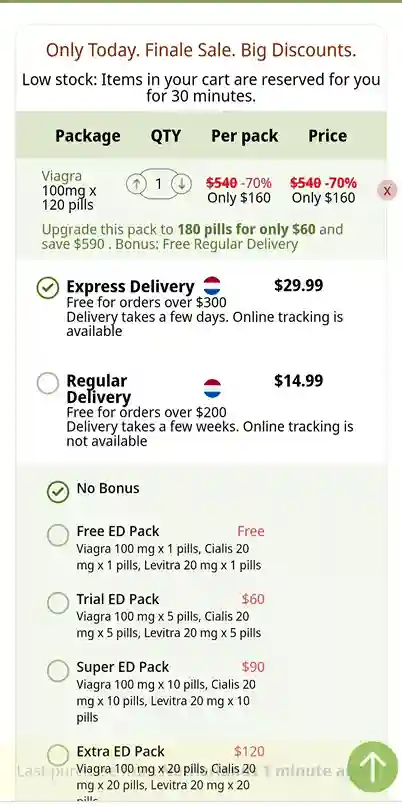 Only Today. Finale Sale. Big Discounts.
Low stock: Items in your cart are reserved for you
for 30 minutes.
Package QTY Per pack Price
Viagra
100mg x
120 pills
1
$540 -70%
Only $160
$540 -70%
Only $160
x
Upgrade this pack to 180 pills for only $60 and
save $590 . Bonus: Free Regular Delivery
Express Delivery $29.99
Free for orders over $300
Delivery takes a few days. Online tracking is
available
Regular
Delivery
$14.99
Free for orders over $200
Delivery takes a few weeks. Online tracking is
not available
No Bonus
Free ED Pack Free
Viagra 100 mg x 1 pills, Cialis 20
mg x 1 pills, Levitra 20 mg x 1 pills
Trial ED Pack $60
Viagra 100 mg x 5 pills, Cialis 20
mg x 5 pills, Levitra 20 mg x 5 pills
Super ED Pack $90
Viagra 100 mg x 10 pills, Cialis 20
mg x 10 pills, Levitra 20 mg x 10
pills
Extra ED Pack $120
Viagra 100 mg x 20 pills, Cialis 20
mg x 20 pills, Levitra 20 mg x 20
pills
Last 1 minute